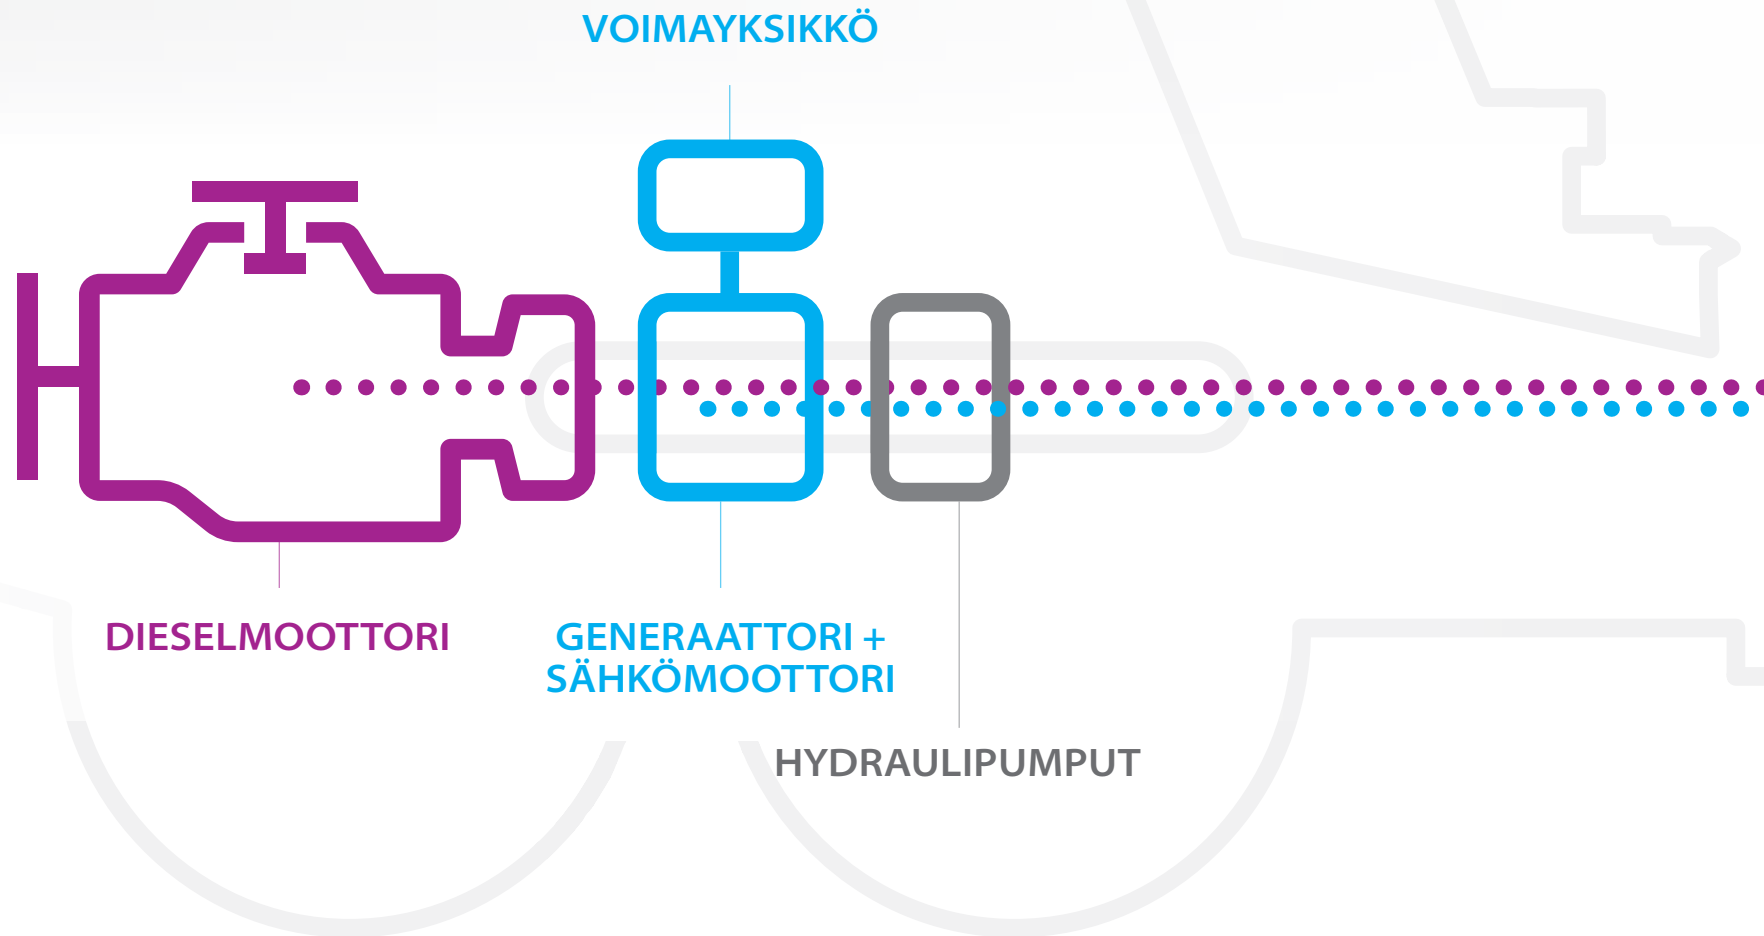 VOIMAYKSIKKÖ
DIESELMOOTTORI
GENERAATTORI +
SÄHKÖMOOTTORI
HYDRAULIPUMPUT